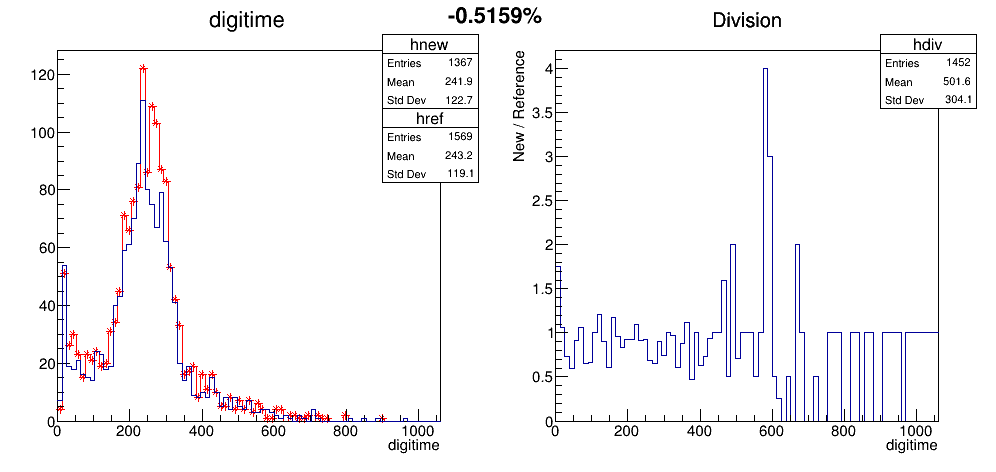 -0.5159%
digitime
hnew
Entries 1367
Mean 241.9
Std Dev 122.7
href
Entries 1569
Mean 243.2
Std Dev 119.1
120
100
80
60
40
20
0
0 200 400 600 800 1000
digitime
Division
hdiv
Entries 1452
Mean 501.6
Std Dev 304.1
New / Reference
4
3.5
3
2.5
2
1.5
1
0.5
0
0 200 400 600 800 1000
digitime